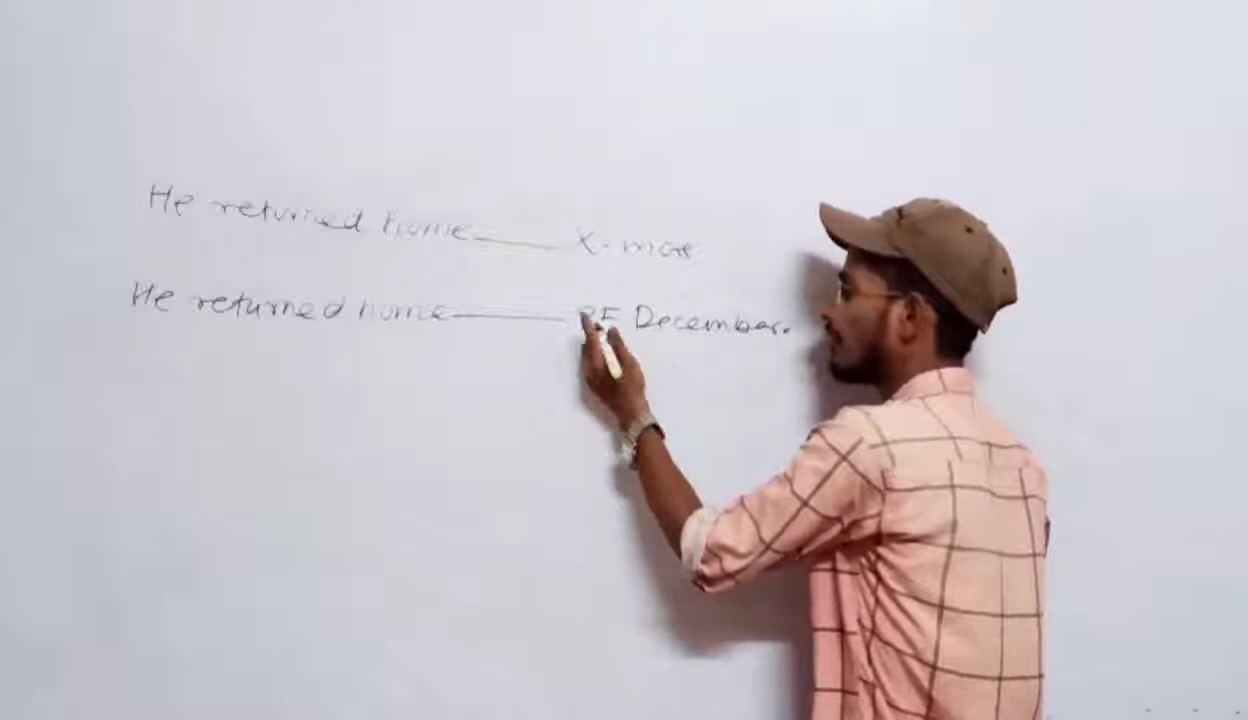 He returned home ____ X-mas
He returned home ____ 25 December.